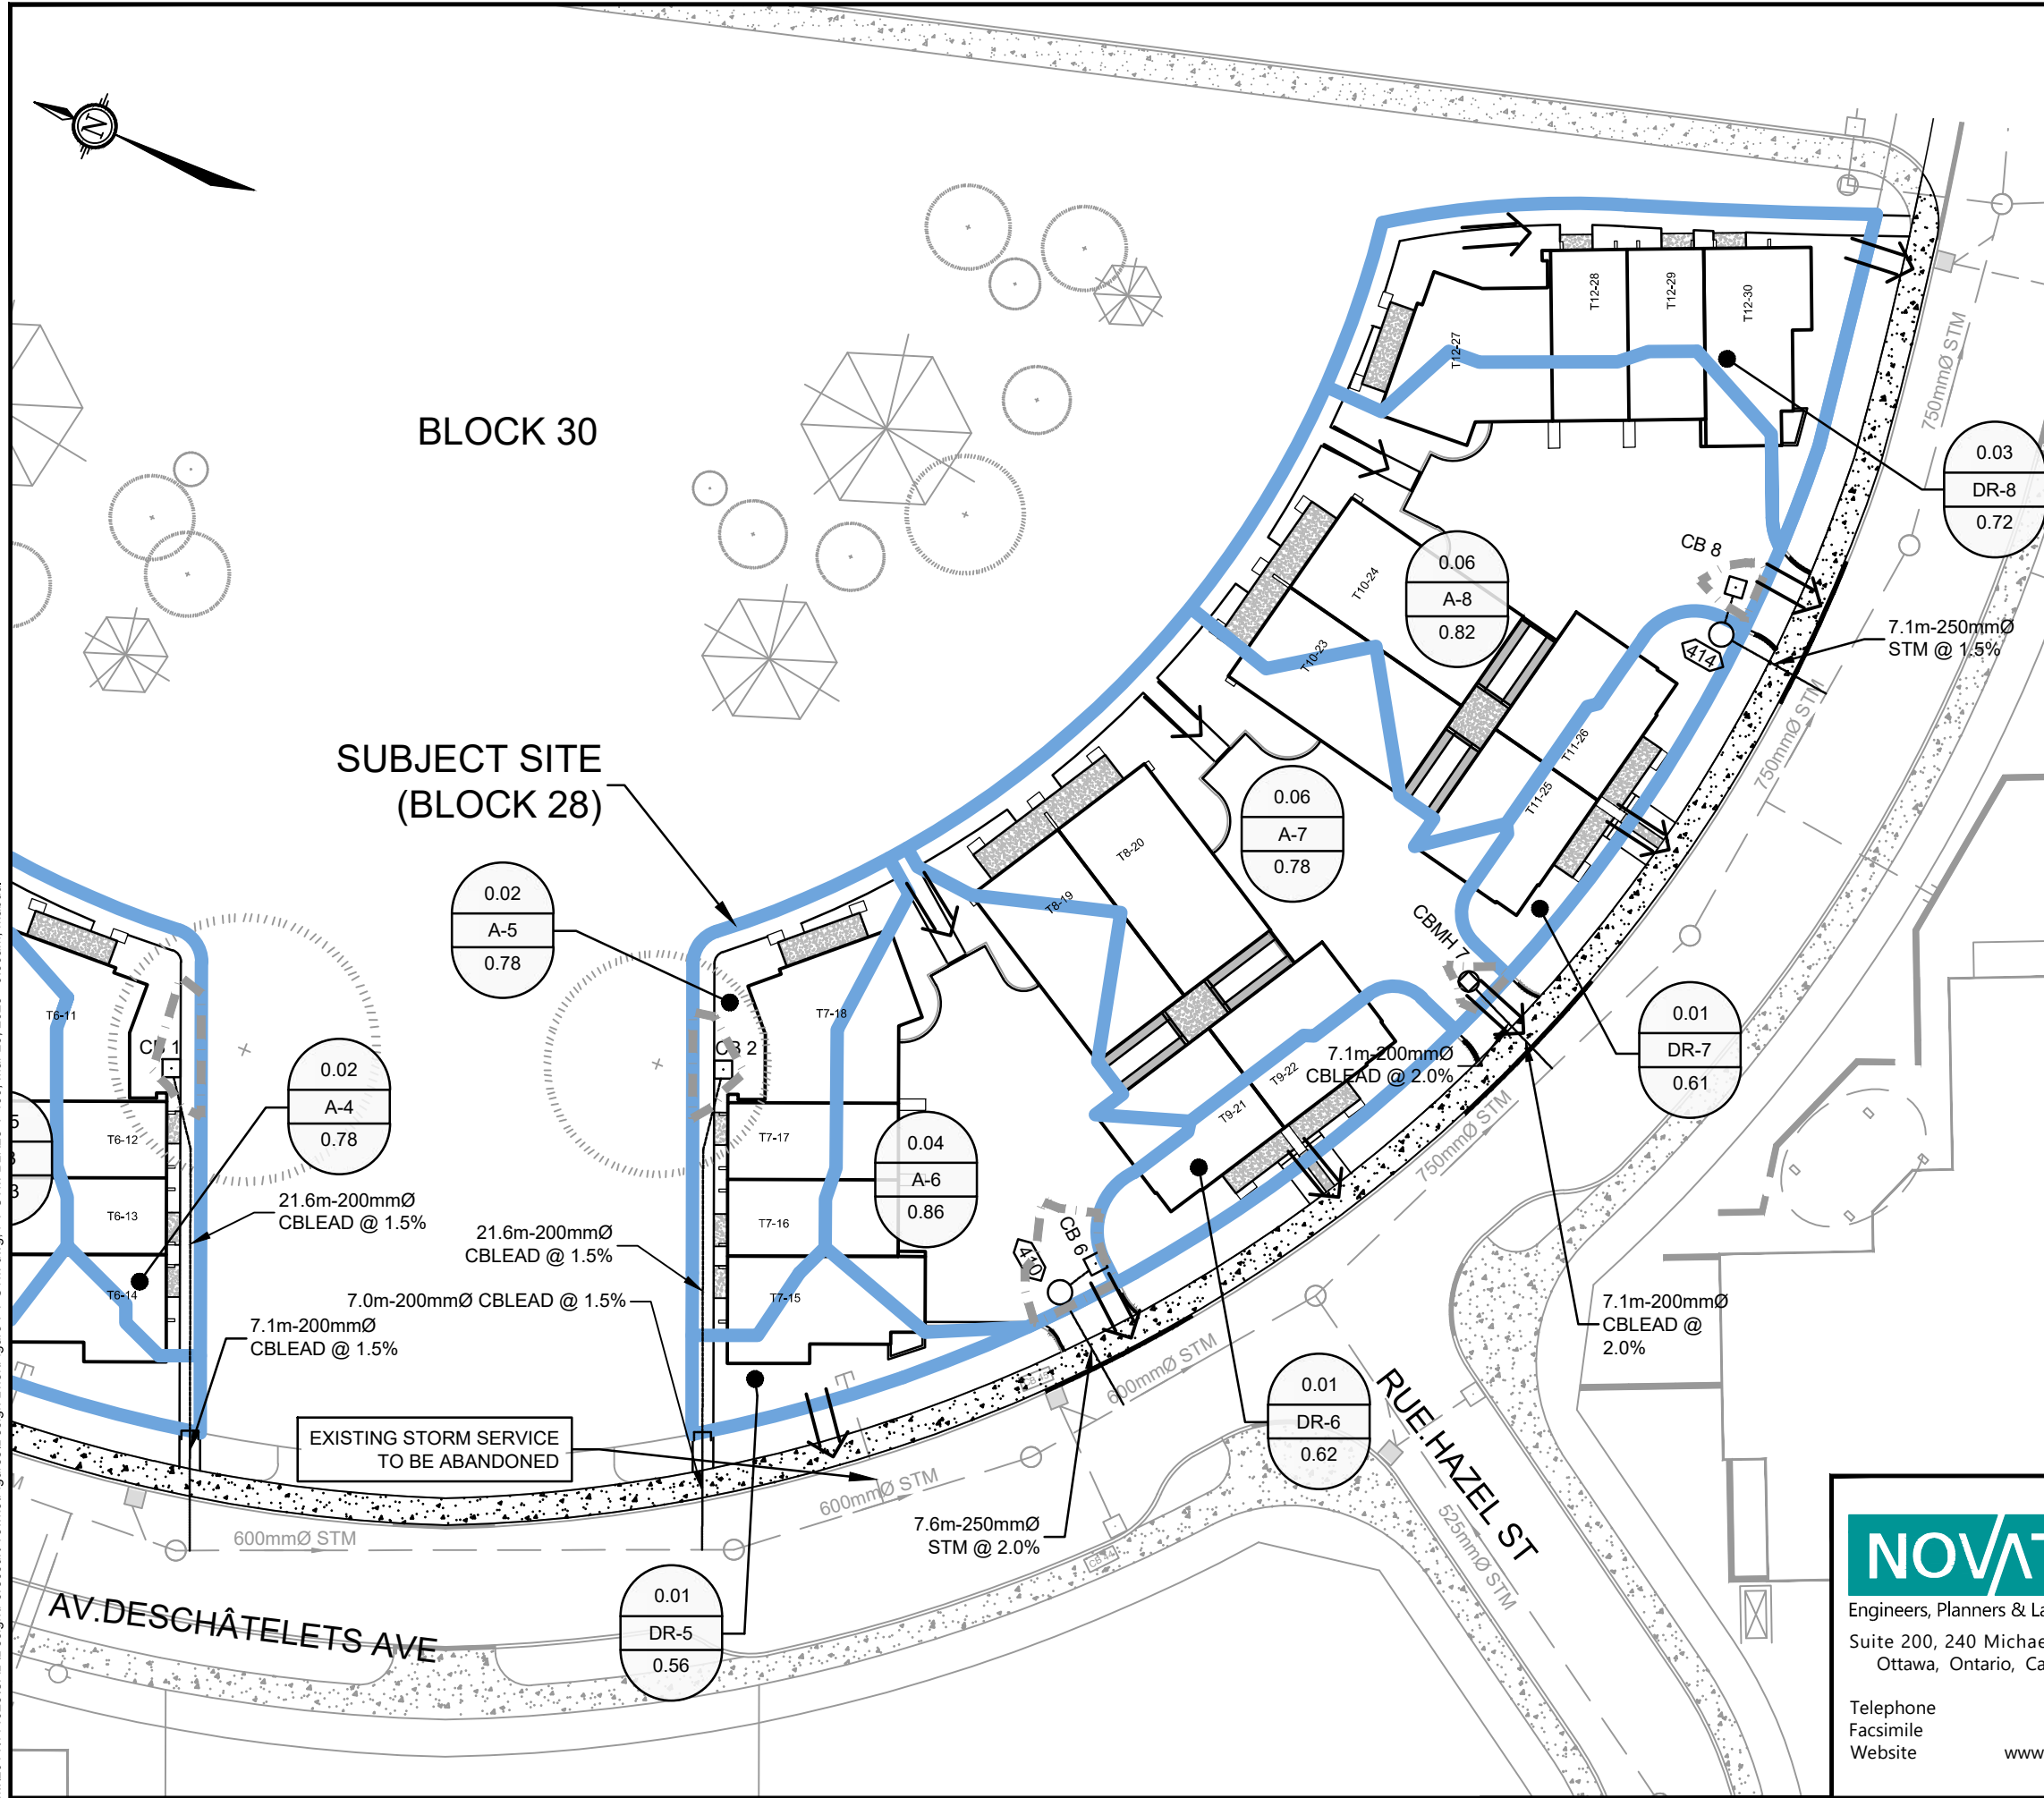 N
BLOCK 30
SUBJECT SITE
(BLOCK 28)
T12-27
T12-28
T12-29
T12-30
750mmØ STM
0.03
DR-8
0.72
CB 8
414
7.1m-250mmØ
STM @ 1.5%
0.06
A-8
0.82
T10-24
T10-23
T11-26
T11-25
750mmØ STM
0.06
A-7
0.78
T8-20
T8-19
0.02
A-5
0.78
CBMH 7
7.1m-200mmØ
CBLEAD @ 2.0%
0.01
DR-7
0.61
T9-22
T9-21
750mmØ STM
T6-11
CB 1
T6-12
T6-13
T6-14
0.02
A-4
0.78
CB 2
T7-18
T7-17
T7-16
T7-15
0.04
A-6
0.86
21.6m-200mmØ
CBLEAD @ 1.5%
21.6m-200mmØ
CBLEAD @ 1.5%
7.0m-200mmØ CBLEAD @ 1.5%
7.1m-200mmØ
CBLEAD @ 1.5%
CB 6
410
7.1m-200mmØ
CBLEAD @
2.0%
600mmØ STM
0.01
DR-6
0.62
RUE.HAZEL ST
525mmØ STM
EXISTING STORM SERVICE
TO BE ABANDONED
600mmØ STM
600mmØ STM
7.6m-250mmØ
STM @ 2.0%
CB 44
0.01
DR-5
0.56
AV.DESCHÂTELETS AVE
NOVAT
Engineers, Planners & La
Suite 200, 240 Michae
Ottawa, Ontario, Ca
Telephone
Facsimile
Website www